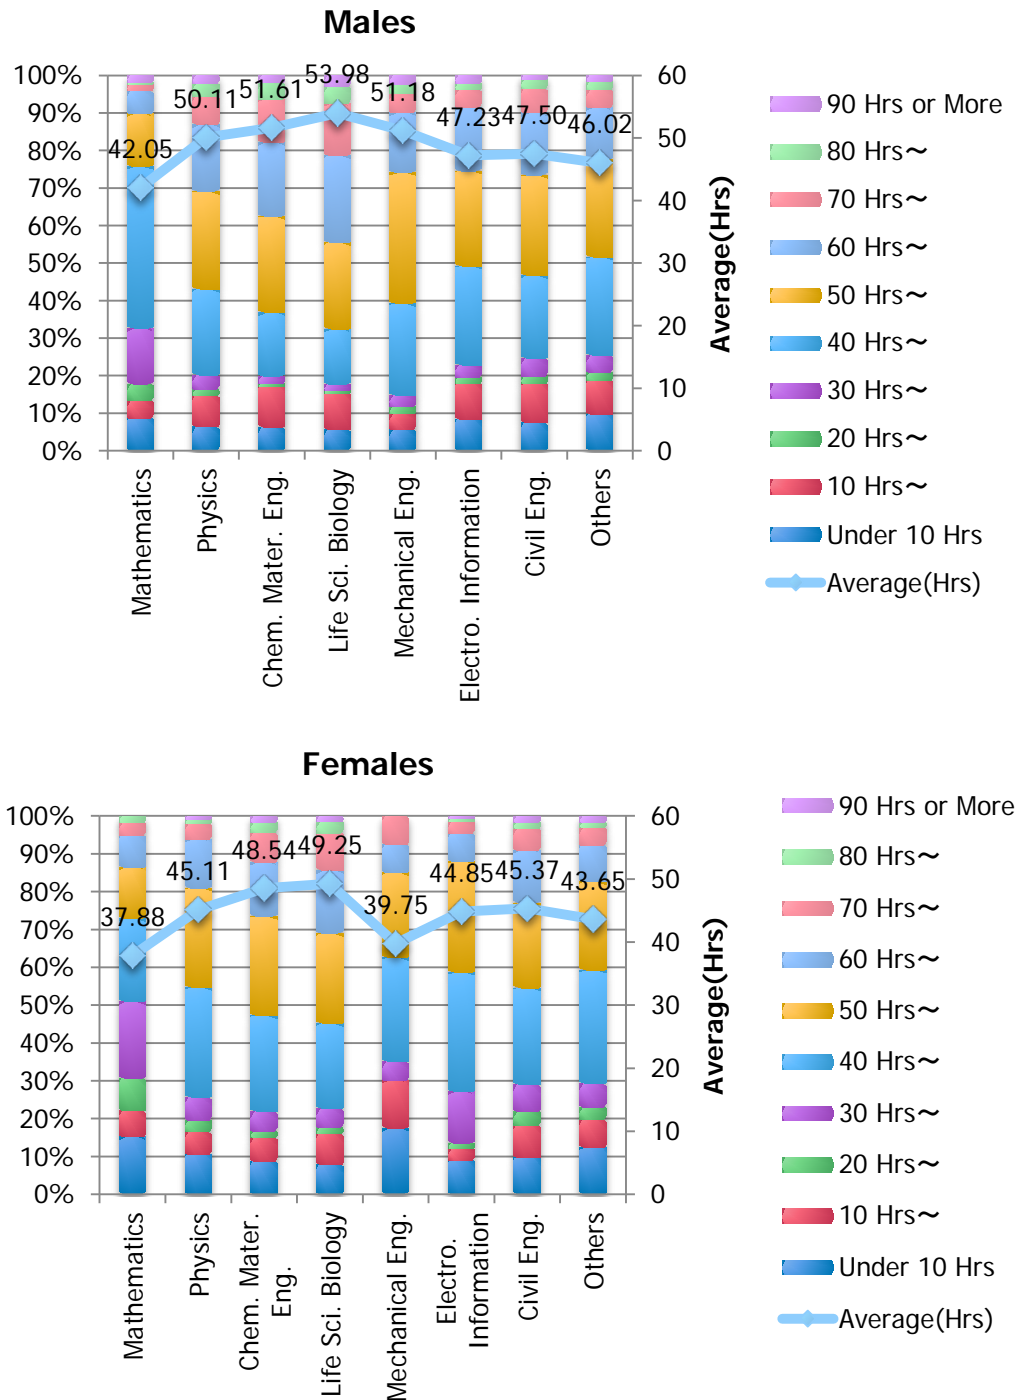 Males
100%
90%
80%
70%
60%
50%
40%
30%
20%
10%
0%
42.05
50.11
51.61
53.98
51.18
47.23
47.50
46.02
60
50
40
30
20
10
0
Average(Hrs)
Mathematics
Physics
Chem. Mater. Eng.
Life Sci. Biology
Mechanical Eng.
Electro. Information
Civil Eng.
Others
90 Hrs or More
80 Hrs～
70 Hrs～
60 Hrs～
50 Hrs～
40 Hrs～
30 Hrs～
20 Hrs～
10 Hrs～
Under 10 Hrs
Average(Hrs)
Females
100%
90%
80%
70%
60%
50%
40%
30%
20%
10%
0%
37.88
45.11
48.54
49.25
39.75
44.85
45.37
43.65
60
50
40
30
20
10
0
Average(Hrs)
Mathematics
Physics
Chem. Mater.
Eng.
Life Sci. Biology
Mechanical Eng.
Electro.
Information
Civil Eng.
Others
90 Hrs or More
80 Hrs～
70 Hrs～
60 Hrs～
50 Hrs～
40 Hrs～
30 Hrs～
20 Hrs～
10 Hrs～
Under 10 Hrs
Average(Hrs)